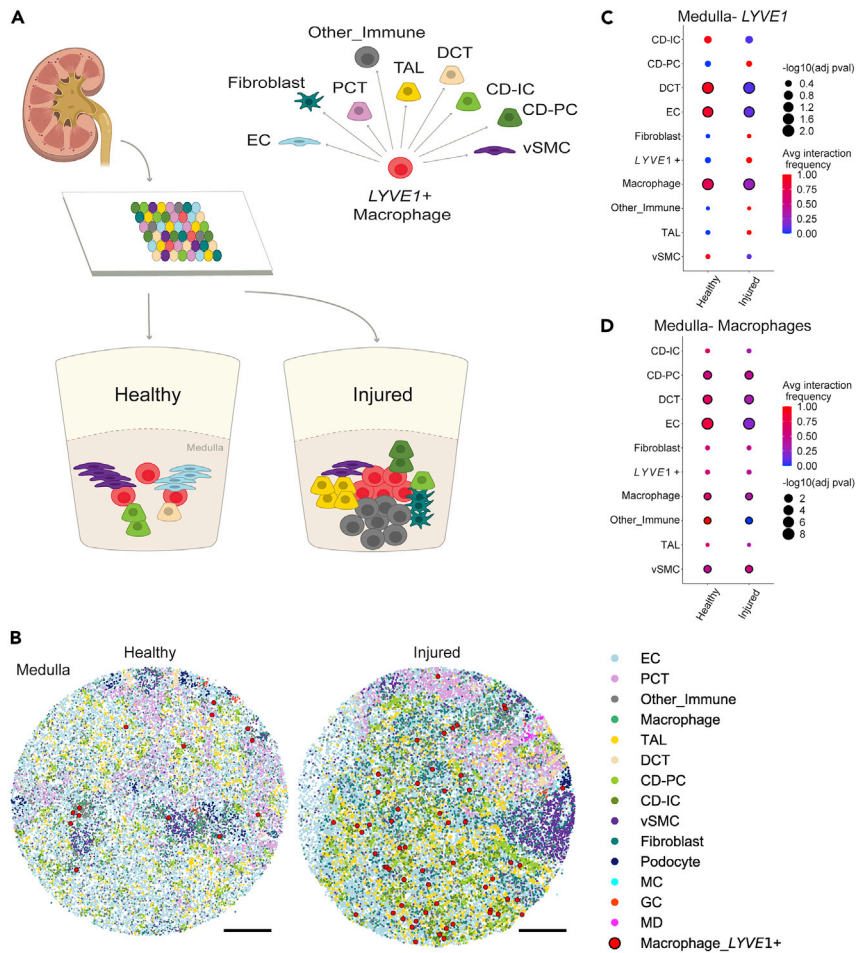 A
Other_Immune
DCT
TAL
Fibroblast
PCT
CD-IC
CD-PC
EC
vSMC
LYVE1+
Macrophage
Healthy
Injured
Medulla
C
Medulla- LYVE1
CD-IC
CD-PC
DCT
EC
Fibroblast
LYVE1 +
Macrophage
Other_Immune
TAL
vSMC
Healthy
Injured
-log10(adj pval)
0.4
0.8
1.2
1.6
2.0
Avg interaction
frequency
1.00
0.75
0.50
0.25
0.00
D
Medulla- Macrophages
CD-IC
CD-PC
DCT
EC
Fibroblast
LYVE1 +
Macrophage
Other_Immune
TAL
vSMC
Healthy
Injured
Avg interaction
frequency
1.00
0.75
0.50
0.25
0.00
-log10(adj pval)
2
4
6
8
B
Healthy
Injured
Medulla
EC
PCT
Other_Immune
Macrophage
TAL
DCT
CD-PC
CD-IC
vSMC
Fibroblast
Podocyte
MC
GC
MD
Macrophage_LYVE1+